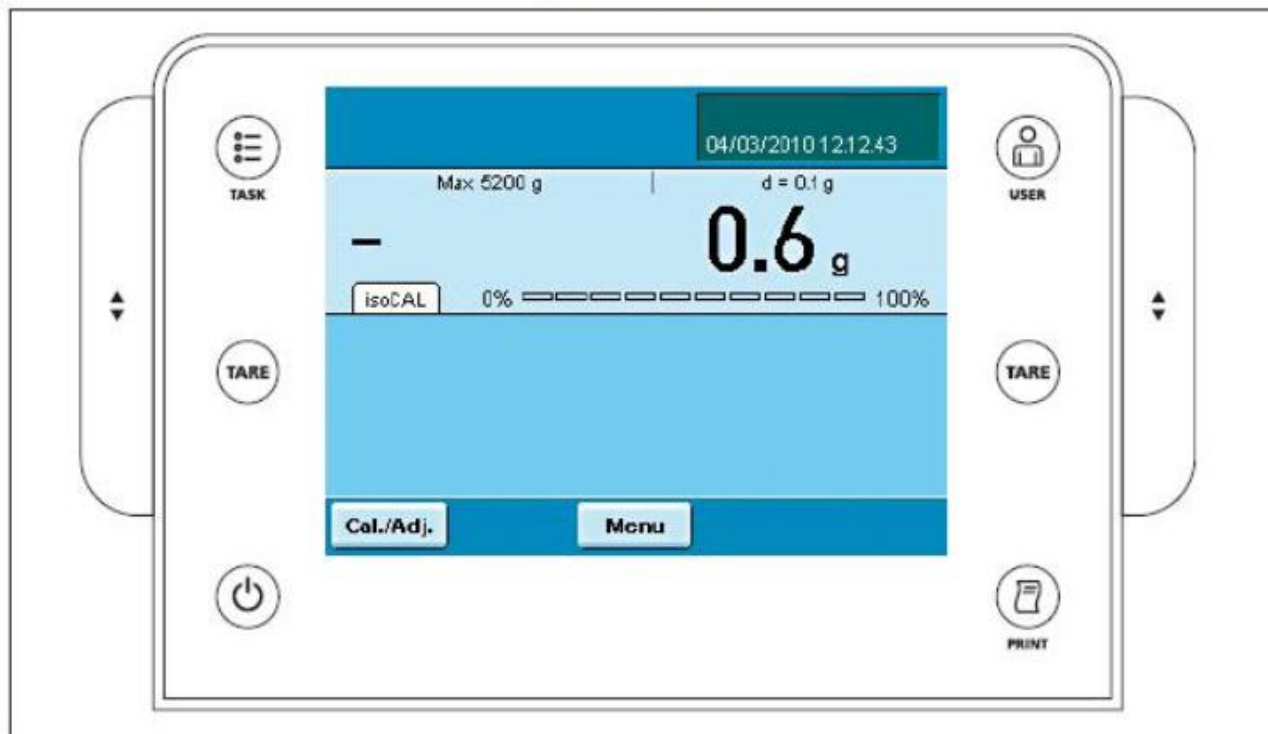 04/03/2010 12.12.43
TASK
USER
Max 5200 g | d = 0.1 g
– 0.6 g
isoCAL 0% 100%
TARE
TARE
Cal./Adj. Menu
PRINT